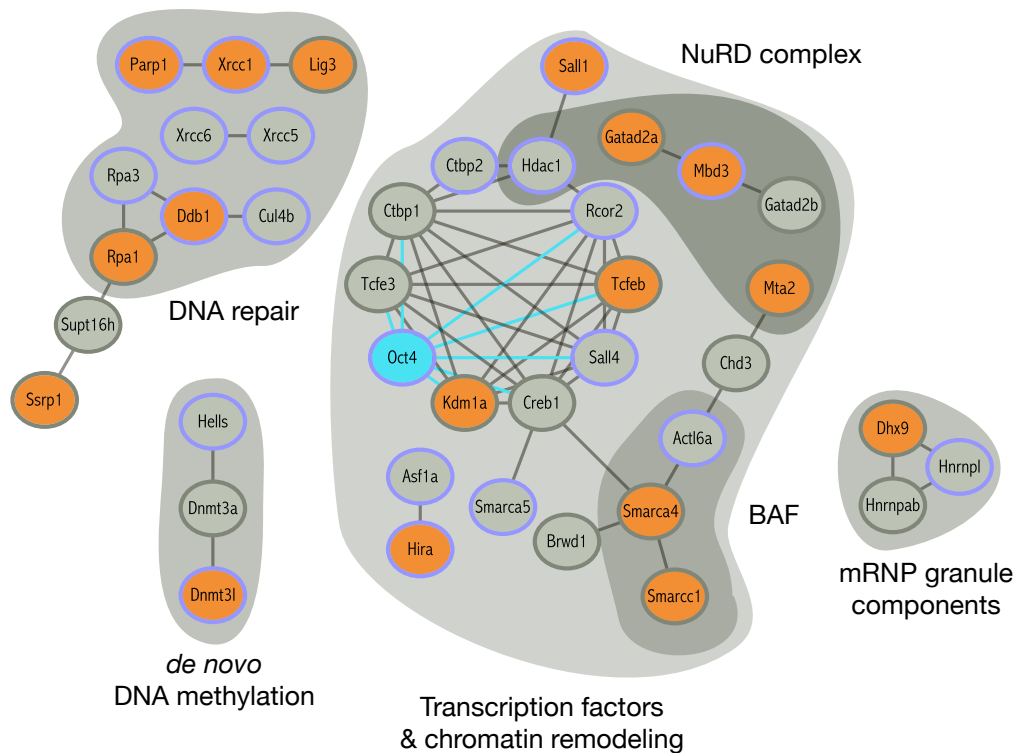 NuRD complex
Parp1
Xrcc1
Lig3
Sall1
Xrcc6
Xrcc5
Gatad2a
Rpa3
Ctbp2
Hdac1
Mbd3
Ctbp1
Rcor2
Gatad2b
Ddb1
Cul4b
Rpa1
Tcfe3
Tcfeb
Mta2
DNA repair
Supt16h
Oct4
Sall4
Chd3
Ssrp1
Kdm1a
Creb1
Hells
Actl6a
Dhx9
Asf1a
Hnrnpl
Dnmt3a
Smarca5
Smarca4
BAF
Hnrnpab
Hira
Brwd1
Dnmt3l
Smarcc1
mRNP granule
components
de novo
DNA methylation
Transcription factors
& chromatin remodeling